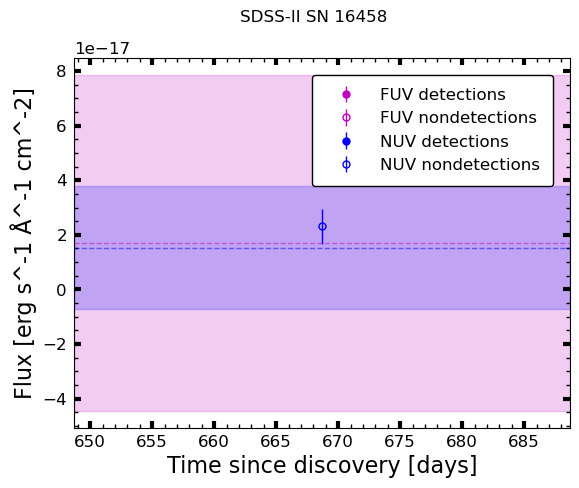 SDSS-II SN 16458
1e−17
8
6
4
2
0
−2
−4
Flux [erg s^-1 Å^-1 cm^-2]
FUV detections
FUV nondetections
NUV detections
NUV nondetections
650 655 660 665 670 675 680 685
Time since discovery [days]